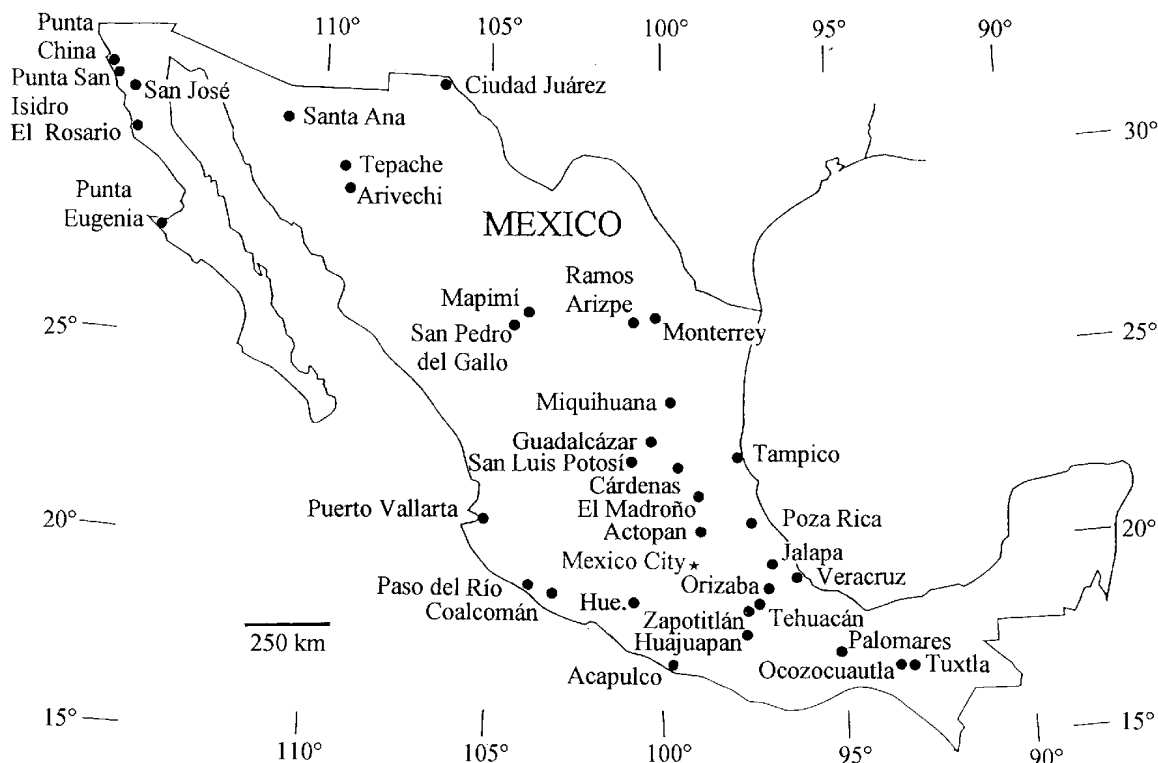 110°
105°
100°
95°
90°
Punta
China
Punta San
Isidro
El Rosario
San José
Ciudad Juárez
Santa Ana
30°
Tepache
Arivechi
Punta
Eugenia
MEXICO
Ramos
Arizpe
Mapimí
San Pedro
del Gallo
Monterrey
25°
25°
Miquihuana
Guadalcázar
San Luis Potosí
Tampico
Cárdenas
El Madroño
Actopan
Puerto Vallarta
20°
Poza Rica
20°
Jalapa
Mexico City
Veracruz
Orizaba
Paso del Río
Coalcomán
Hue.
Zapotitlán
Tehuacán
Huajuapan
Palomares
250 km
Acapulco
Ocozocuautla
Tuxtla
15°
15°
110°
105°
100°
95°
90°